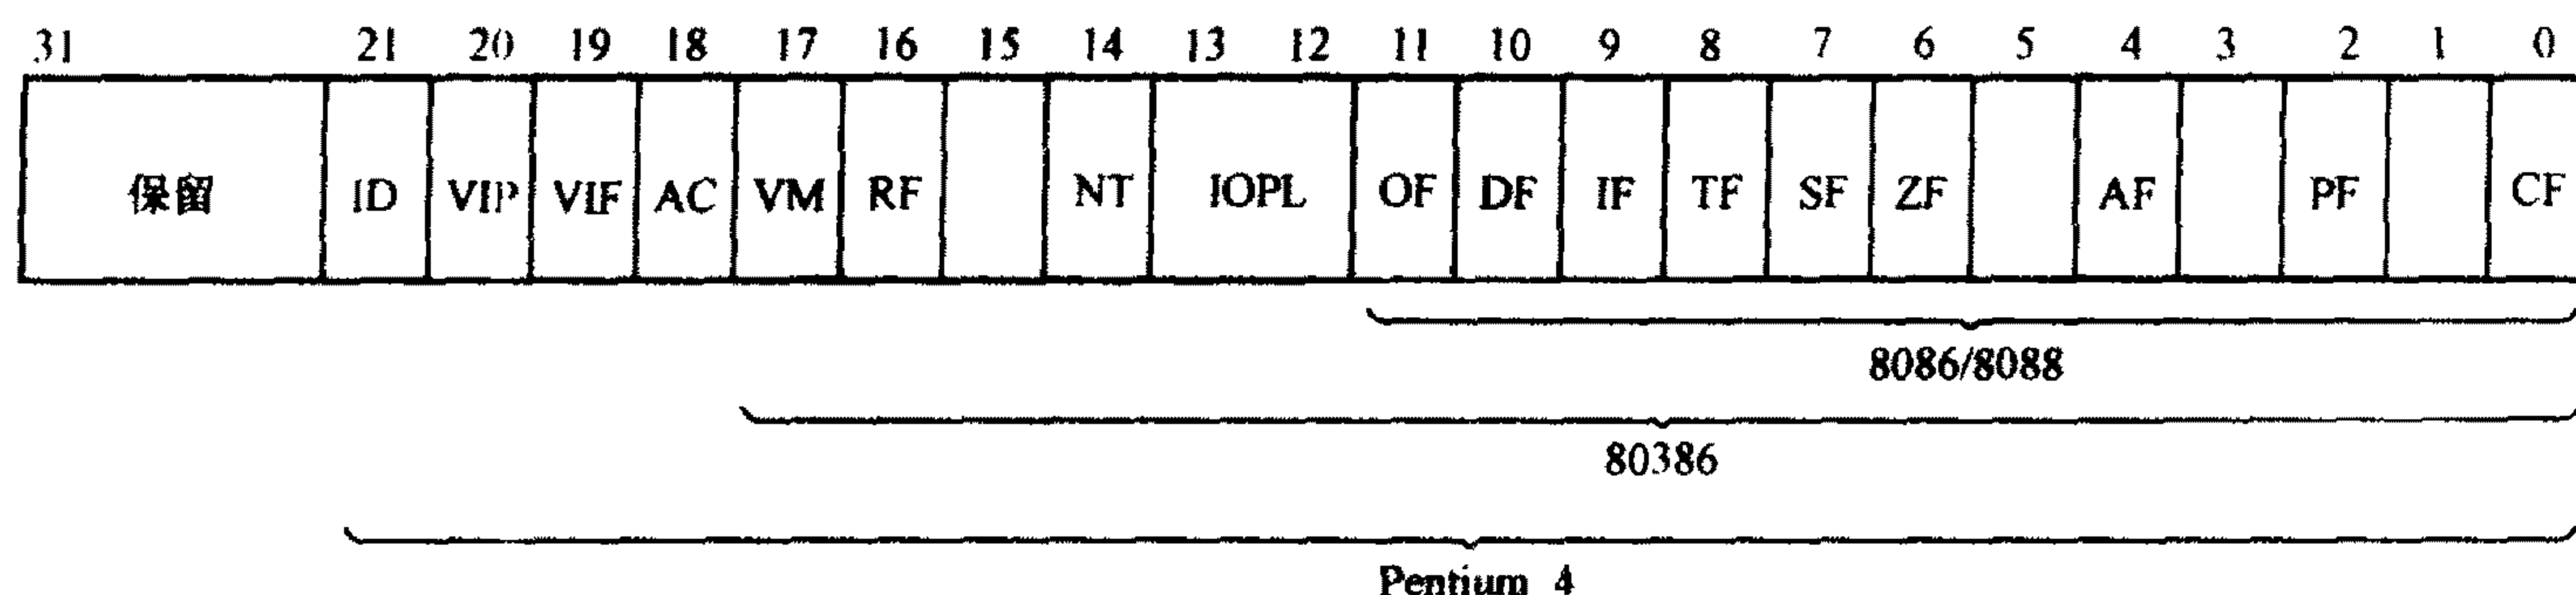 31 21 20 19 18 17 16 15 14 13 12 11 10 9 8 7 6 5 4 3 2 1 0
保留 ID VIP VIF AC VM RF NT IOPL OF DF IF TF SF ZF AF PF CF
8086/8088
80386
Pentium 4